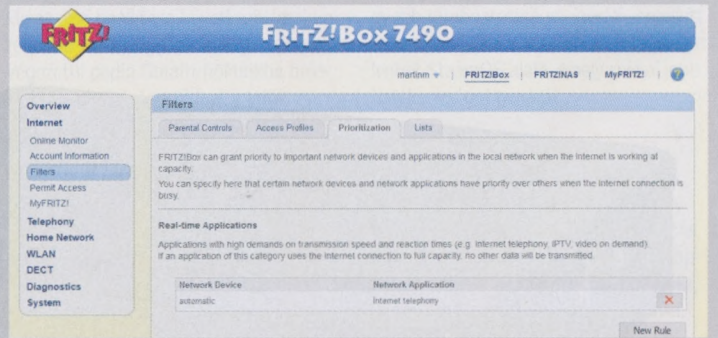 FRITZ!
FRITZ!Box 7490
martinm | FRITZ!Box | FRITZ!NAS | MyFRITZ! | ?
Overview
Internet
Online Monitor
Account Information
Filters
Permit Access
MyFRITZ!
Telephony
Home Network
WLAN
DECT
Diagnostics
System
Filters
Parental Controls Access Profiles Prioritization Lists
FRITZ!Box can grant priority to important network devices and applications in the local network when the Internet is working at
capacity.
You can specify here that certain network devices and network applications have priority over others when the Internet connection is
busy.
Real-time Applications
Applications with high demands on transmission speed and reaction times (e.g. Internet telephony, IPTV, video on demand).
If an application of this category uses the Internet connection to full capacity, no other data will be transmitted.
Network Device Network Application
automatic Internet telephony
New Rule